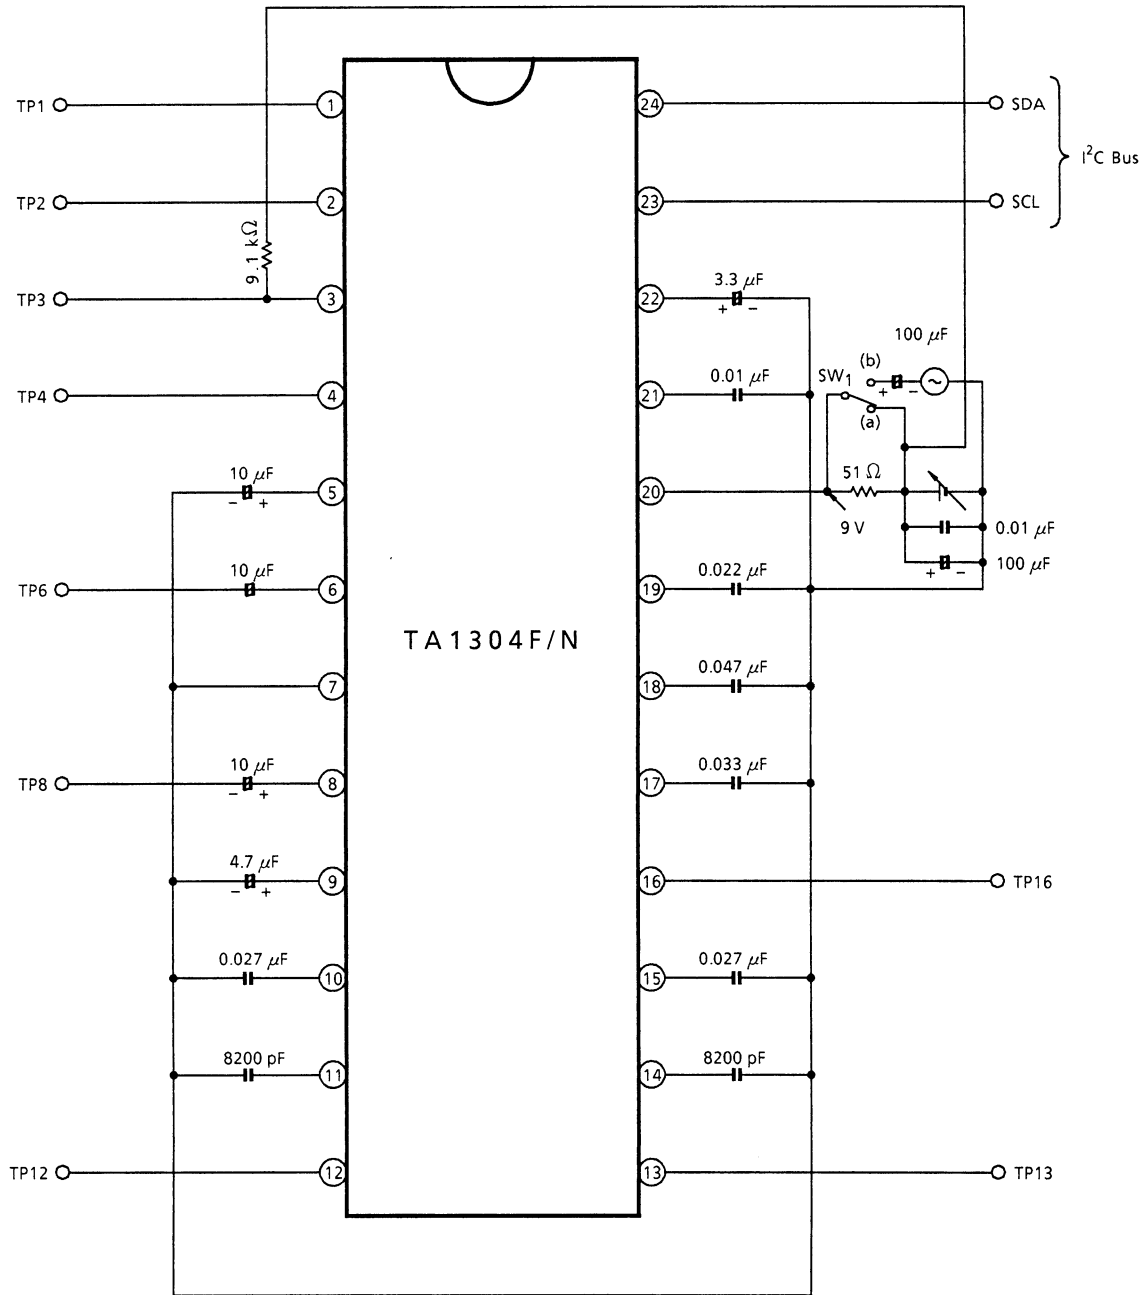 TP1 1 24 SDA
I²C Bus
TP2 2 23 SCL
9.1 kΩ
TP3 3 22 3.3 μF
+ −
100 μF
(b)
SW1
+ −
(a)
TP4 4 21 0.01 μF
10 μF
− +
5 20 51 Ω
9 V
0.01 μF
100 μF
+ −
TP6 10 μF 6 19 0.022 μF
TA1304F/N
7 18 0.047 μF
TP8 10 μF 8 17 0.033 μF
− +
4.7 μF 9 16 TP16
− +
0.027 μF 10 15 0.027 μF
8200 pF 11 14 8200 pF
TP12 12 13 TP13